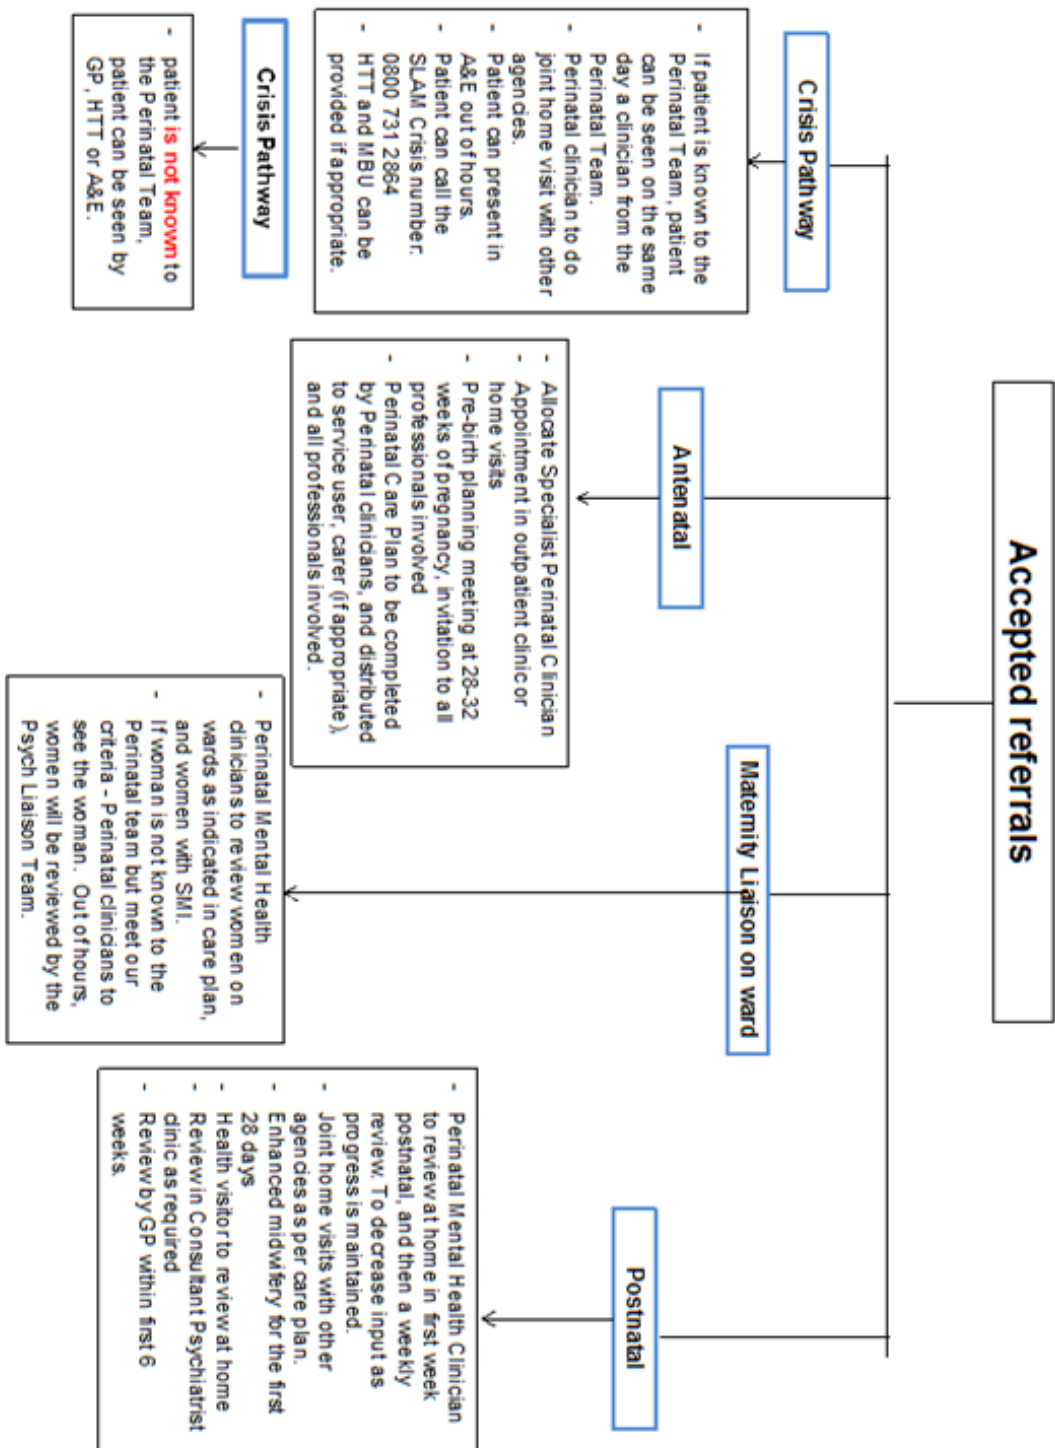 Accepted referrals
Crisis Pathway
- If patient is known to the
Perinatal Team, patient
can be seen on the same
day a clinician from the
Perinatal Team.
- Perinatal clinician to do
joint home visit with other
agencies.
- Patient can present in
A&E out of hours.
- Patient can call the
SLAM Crisis number:
0800 731 2864
- HTT and MBU can be
provided if appropriate.
Crisis Pathway
- patient is not known to
the Perinatal Team,
patient can be seen by
GP, HTT or A&E.
Antenatal
- Allocate Specialist Perinatal Clinician
- Appointment in outpatient clinic or
home visits
- Pre-birth planning meeting at 28-32
weeks of pregnancy, invitation to all
professionals involved
- Perinatal Care Plan to be completed
by Perinatal clinicians, and distributed
to service user, carer (if appropriate),
and all professionals involved.
Maternity Liaison on ward
- Perinatal Mental Health
clinicians to review women on
wards as indicated in care plan,
and women with SMI.
- If woman is not known to the
Perinatal team but meet our
criteria - Perinatal clinicians to
see the woman. Out of hours,
women will be reviewed by the
Psych Liaison Team.
Postnatal
- Perinatal Mental Health Clinician
to review at home in first week
postnatal, and then a weekly
review. To decrease input as
progress is maintained.
- Joint home visits with other
agencies as per care plan.
- Enhanced midwifery for the first
28 days
- Health visitor to review at home
- Review in Consultant Psychiatrist
clinic as required
- Review by GP within first 6
weeks.